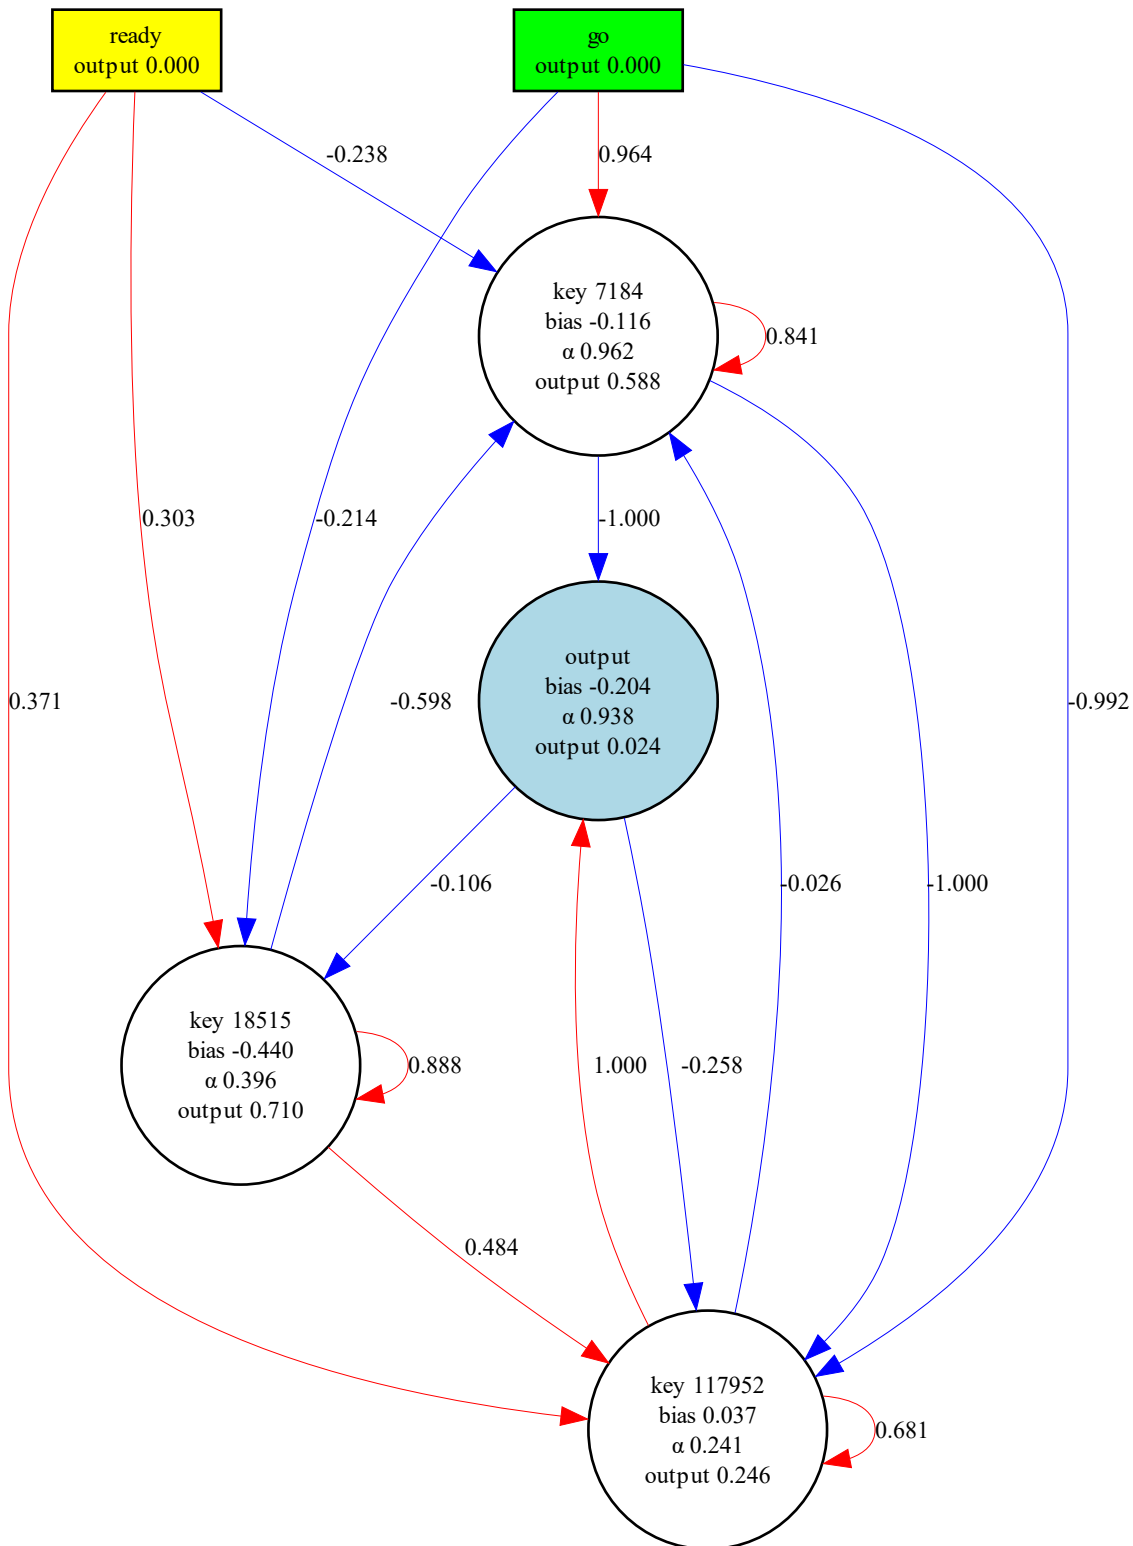 ready
output 0.000
go
output 0.000
-0.238
0.964
key 7184
bias -0.116
α 0.962
output 0.588
0.841
0.303
-0.214
-1.000
output
bias -0.204
α 0.938
output 0.024
0.371
-0.598
-0.992
-0.106
-0.026
-1.000
key 18515
bias -0.440
α 0.396
output 0.710
0.888
1.000
-0.258
0.484
key 117952
bias 0.037
α 0.241
output 0.246
0.681